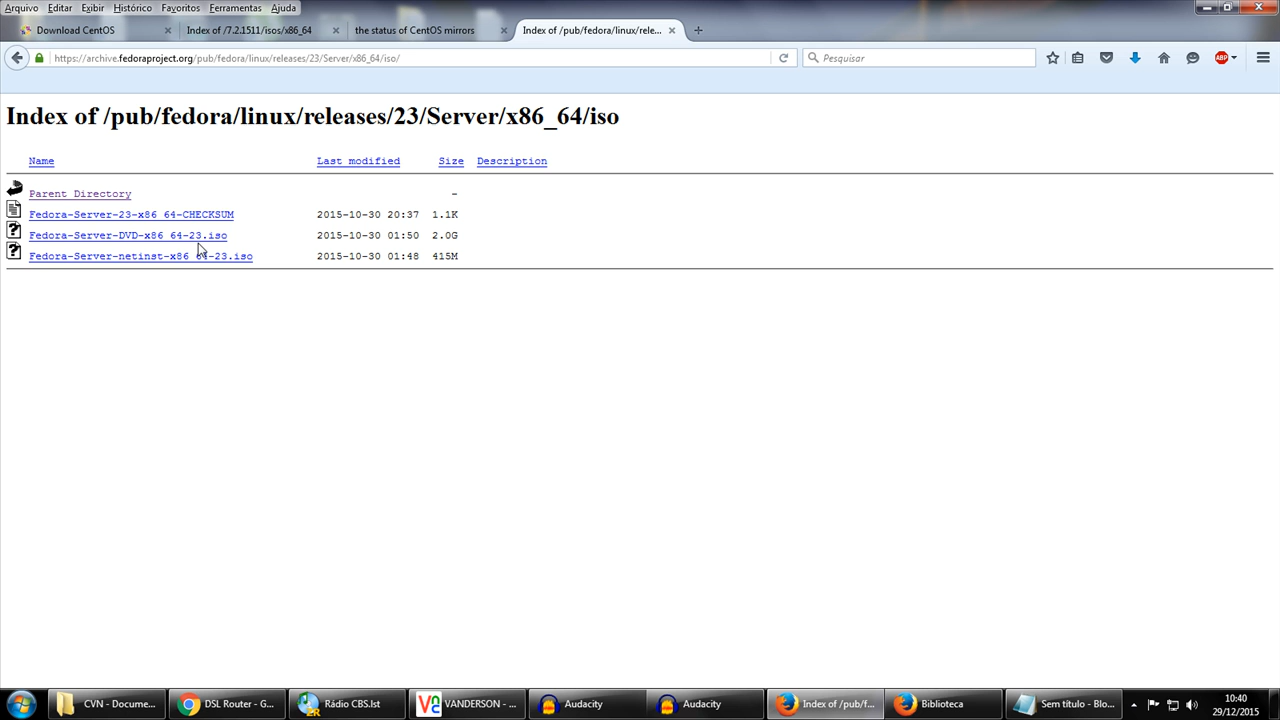 Arquivo Editar Exibir Histórico Favoritos Ferramentas Ajuda
Download CentOS Index of /7.2.1511/isos/x86_64 the status of CentOS mirrors Index of /pub/fedora/linux/rele...
https://archive.fedoraproject.org/pub/fedora/linux/releases/23/Server/x86_64/iso/ Pesquisar ABP
Index of /pub/fedora/linux/releases/23/Server/x86_64/iso
Name Last modified Size Description
Parent Directory -
Fedora-Server-23-x86_64-CHECKSUM 2015-10-30 20:37 1.1K
Fedora-Server-DVD-x86_64-23.iso 2015-10-30 01:50 2.0G
Fedora-Server-netinst-x86_64-23.iso 2015-10-30 01:48 415M
CVN - Docume... DSL Router - G... Rádio CBS.lst VANDERSON - ... Audacity Audacity Index of /pub/f... Biblioteca Sem título - Blo... 10:40
29/12/2015